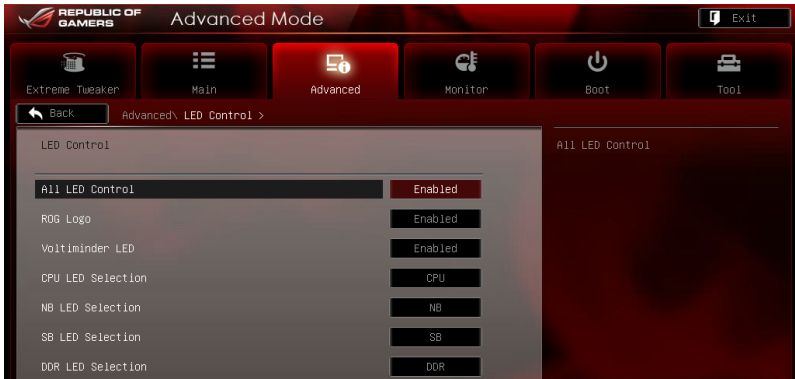 REPUBLIC OF
GAMERS
Advanced Mode
Exit
Extreme Tweaker
Main
Advanced
Monitor
Boot
Tool
Back
Advanced\ LED Control >
LED Control
All LED Control
All LED Control Enabled
ROG Logo Enabled
Voltiminder LED Enabled
CPU LED Selection CPU
NB LED Selection NB
SB LED Selection SB
DDR LED Selection DDR